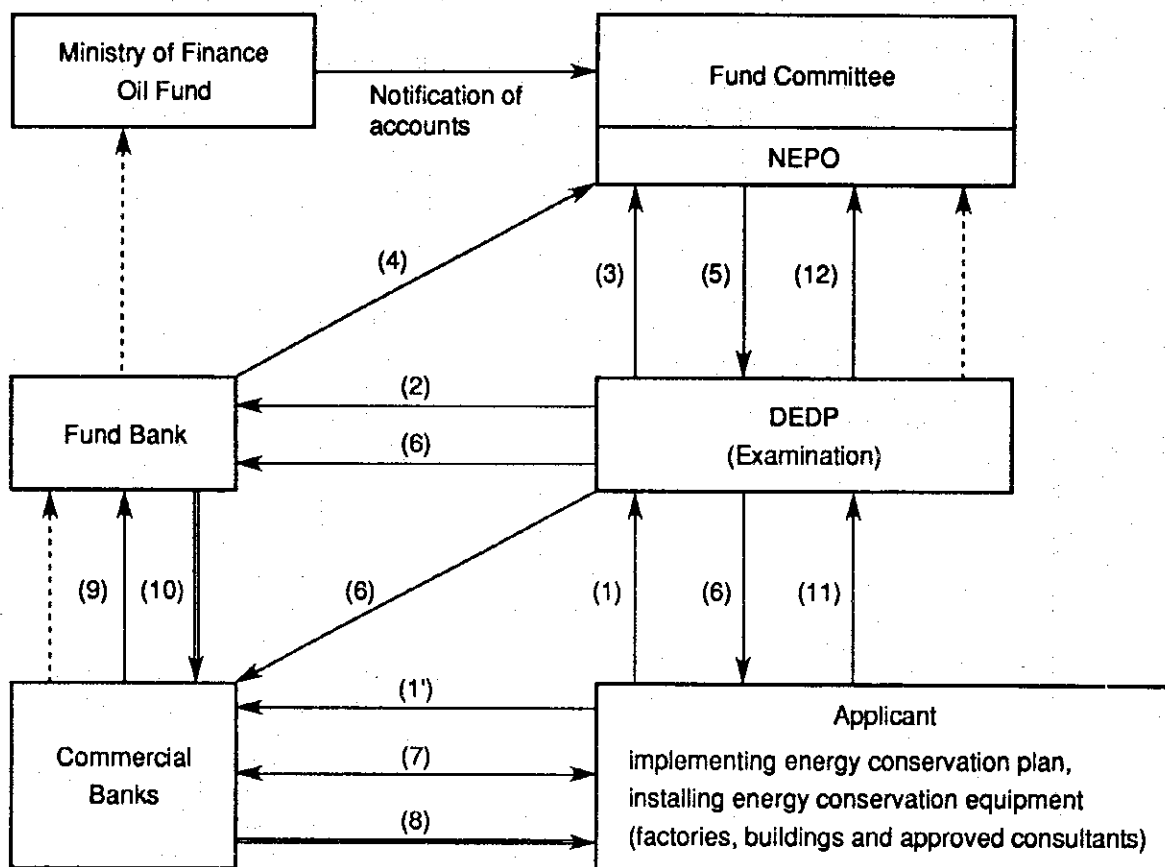 Ministry of Finance
Oil Fund
Notification of
accounts
Fund Committee
NEPO
(4)
(3)
(5)
(12)
Fund Bank
(2)
(6)
DEDP
(Examination)
(9)
(10)
(6)
(1)
(6)
(11)
Commercial
Banks
(1')
(7)
(8)
Applicant
implementing energy conservation plan,
installing energy conservation equipment
(factories, buildings and approved consultants)